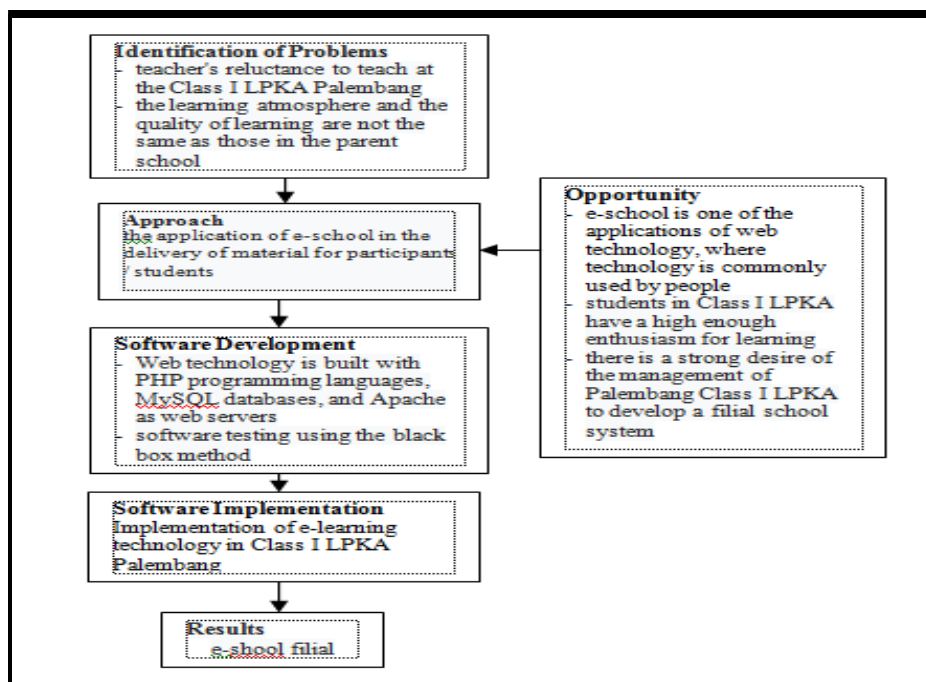 Identification of Problems
- teacher's reluctance to teach at
the Class I LPKA Palembang
- the learning atmosphere and the
quality of learning are not the
same as those in the parent
school
Approach
the application of e-school in the
delivery of material for participants
/ students
Opportunity
- e-school is one of the
applications of web
technology, where
technology is commonly
used by people
- students in Class I LPKA
have a high enough
enthusiasm for learning
- there is a strong desire of
the management of
Palembang Class I LPKA
to develop a filial school
system
Software Development
- Web technology is built with
PHP programming languages,
MySQL databases, and Apache
as web servers
- software testing using the black
box method
Software Implementation
Implementation of e-learning
technology in Class I LPKA
Palembang
Results
e-shool filial